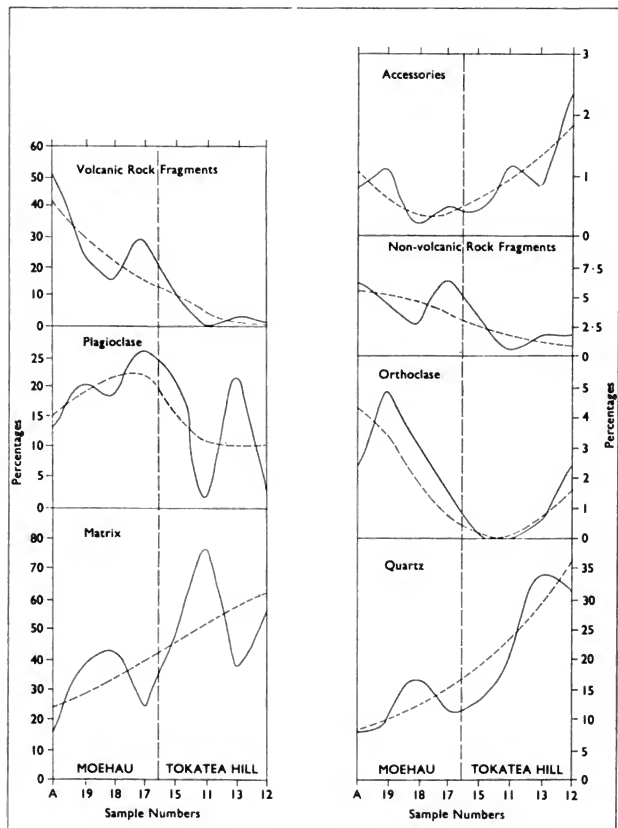 Volcanic Rock Fragments
60
50
40
30
20
10
0
Plagioclase
25
20
15
10
5
0
Percentages
Matrix
80
70
60
50
40
30
20
10
0
MOEHAU
TOKATEA HILL
A 19 18 17 15 11 13 12
Sample Numbers
Accessories
3
2
1
0
Non-volcanic Rock Fragments
7·5
5
2·5
0
Orthoclase
5
4
3
2
1
0
Percentages
Quartz
35
30
25
20
15
10
5
0
MOEHAU
TOKATEA HILL
A 19 18 17 15 11 13 12
Sample Numbers